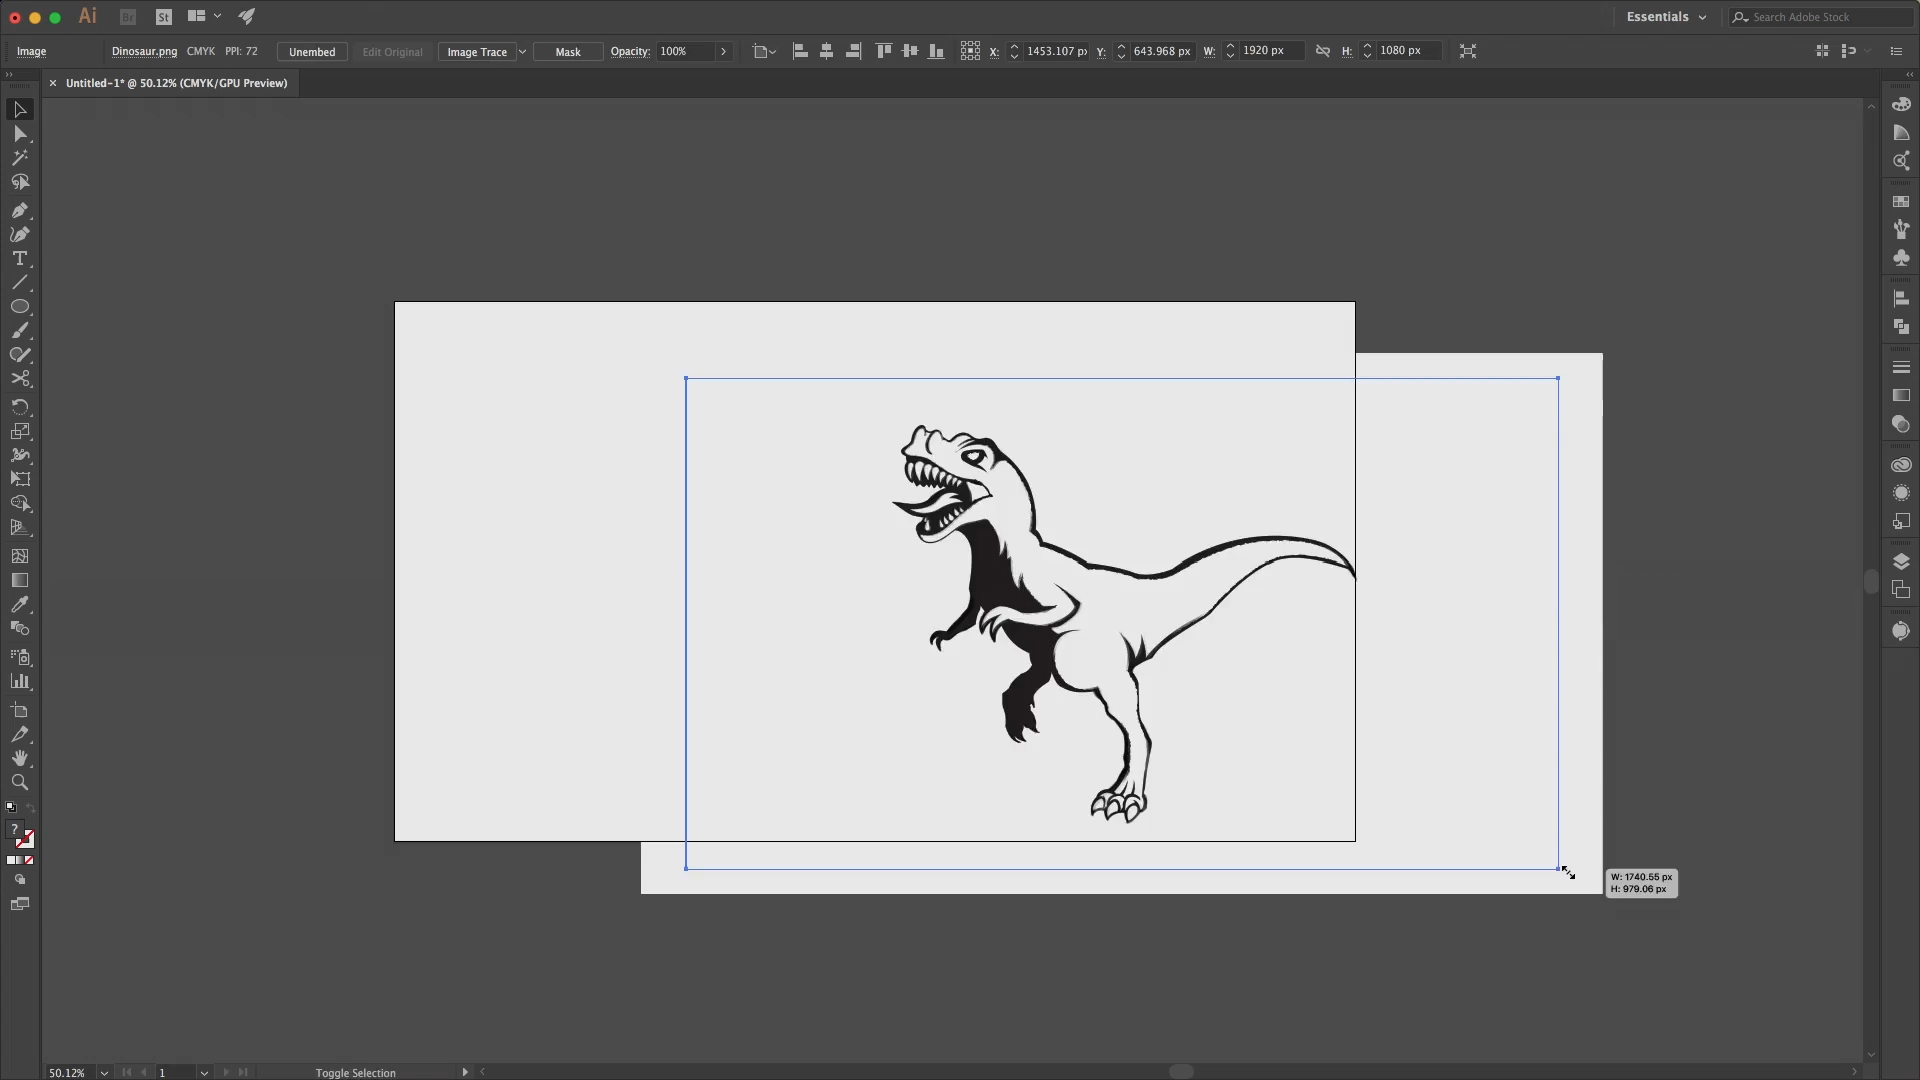 Ai Br St Essentials Search Adobe Stock
Image Dinosaur.png CMYK PPI: 72 Unembed Edit Original Image Trace Mask Opacity: 100% X: 1453.107 p Y: 643.968 px W: 1920 px H: 1080 px
× Untitled-1* @ 50.12% (CMYK/GPU Preview)
T
?
W: 1740.55 px
H: 979.06 px
50.12% 1 Toggle Selection